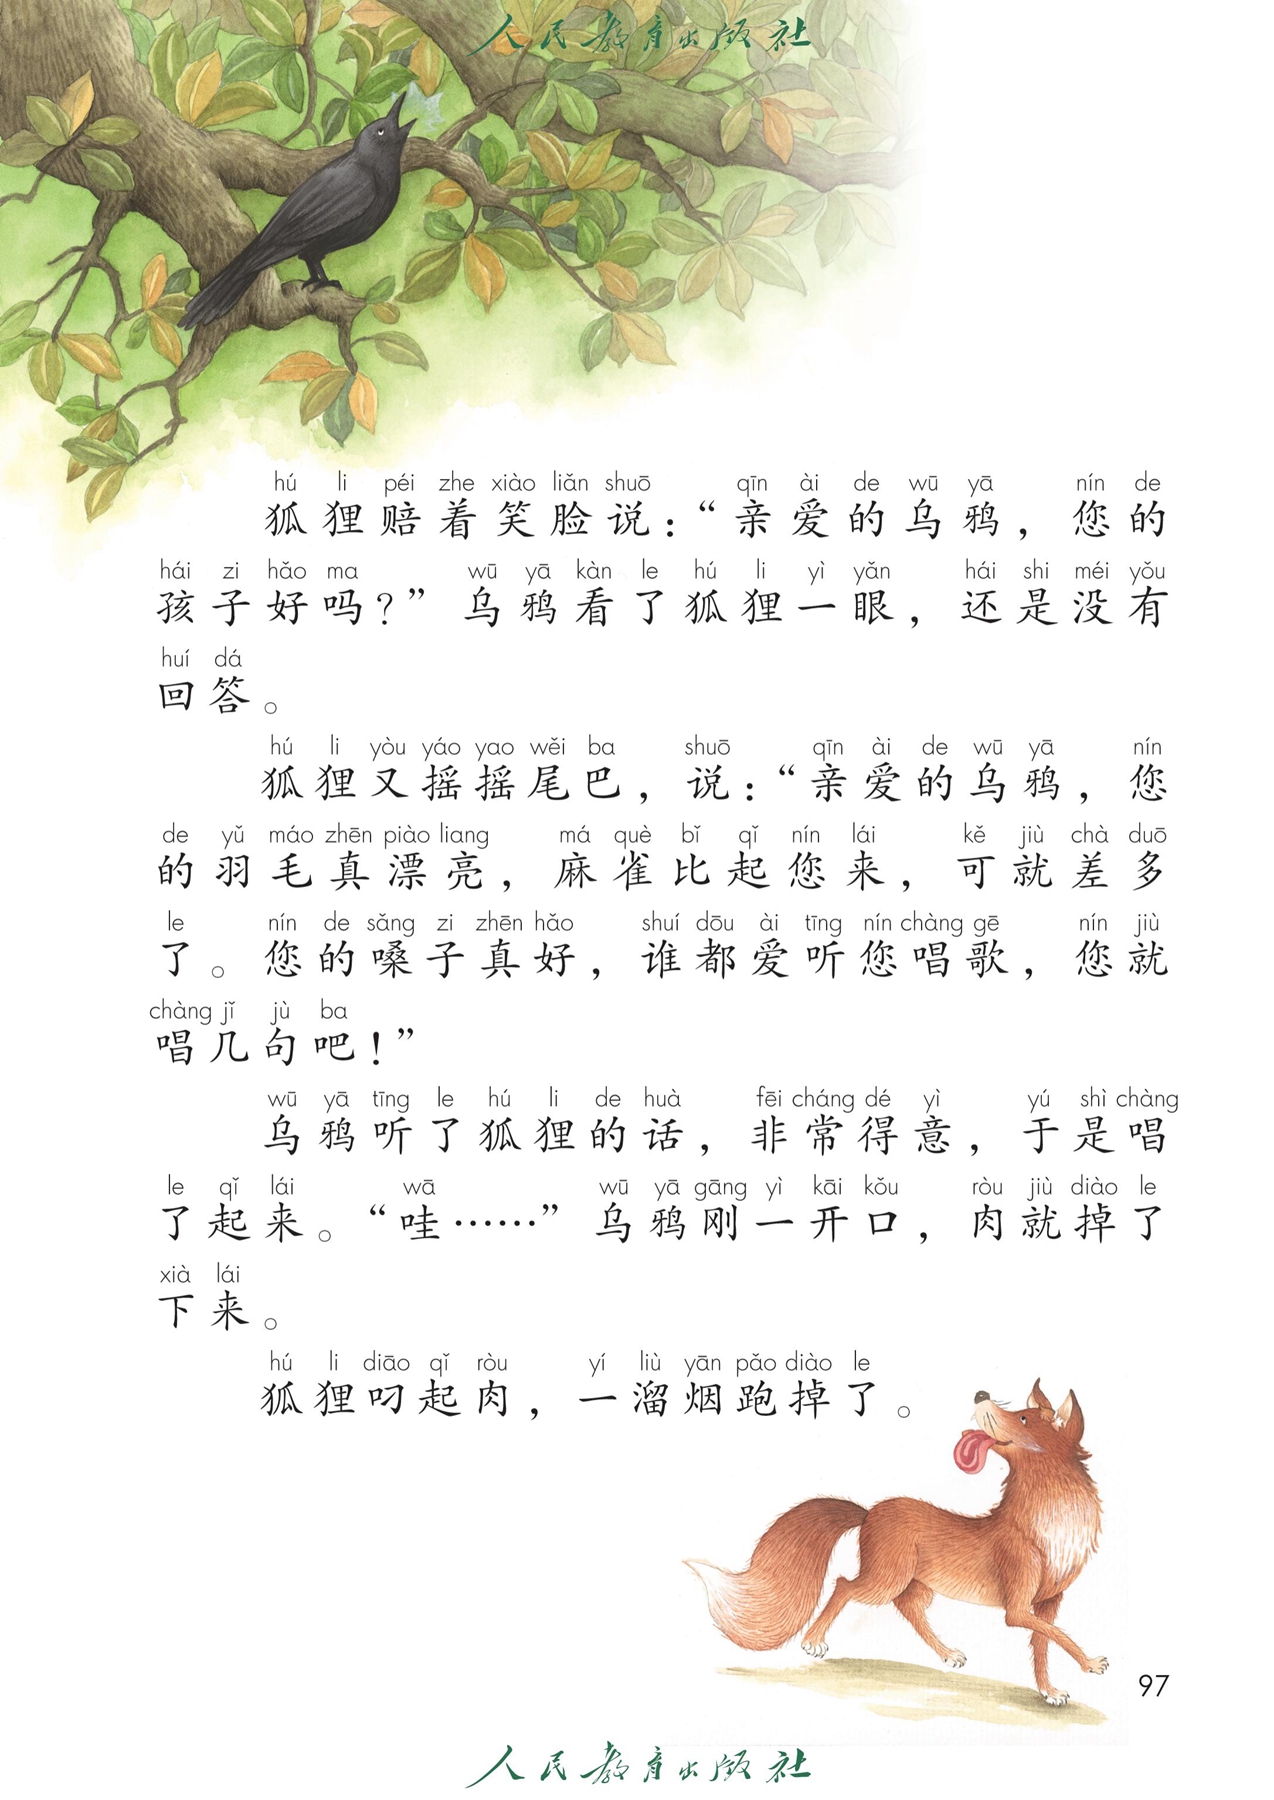 人民教育出版社
hú li péi zhe xiào liǎn shuō qīn ài de wū yā nín de
狐狸赔着笑脸说：“亲爱的乌鸦，您的
hái zi hǎo ma wū yā kàn le hú li yì yǎn hái shi méi yǒu
孩子好吗？”乌鸦看了狐狸一眼，还是没有
huí dá
回答。
hú li yòu yáo yao wěi ba shuō qīn ài de wū yā nín
狐狸又摇摇尾巴，说：“亲爱的乌鸦，您
de yǔ máo zhēn piào liang má què bǐ qǐ nín lái kě jiù chà duō
的羽毛真漂亮，麻雀比起您来，可就差多
le nín de sǎng zi zhēn hǎo shuí dōu ài tīng nín chàng gē nín jiù
了。您的嗓子真好，谁都爱听您唱歌，您就
chàng jǐ jù ba
唱几句吧！”
wū yā tīng le hú li de huà fēi cháng dé yì yú shì chàng
乌鸦听了狐狸的话，非常得意，于是唱
le qǐ lái wā wū yā gāng yì kāi kǒu ròu jiù diào le
了起来。“哇……”乌鸦刚一开口，肉就掉了
xià lái
下来。
hú li diāo qǐ ròu yí liù yān pǎo diào le
狐狸叼起肉，一溜烟跑掉了。
97
人民教育出版社